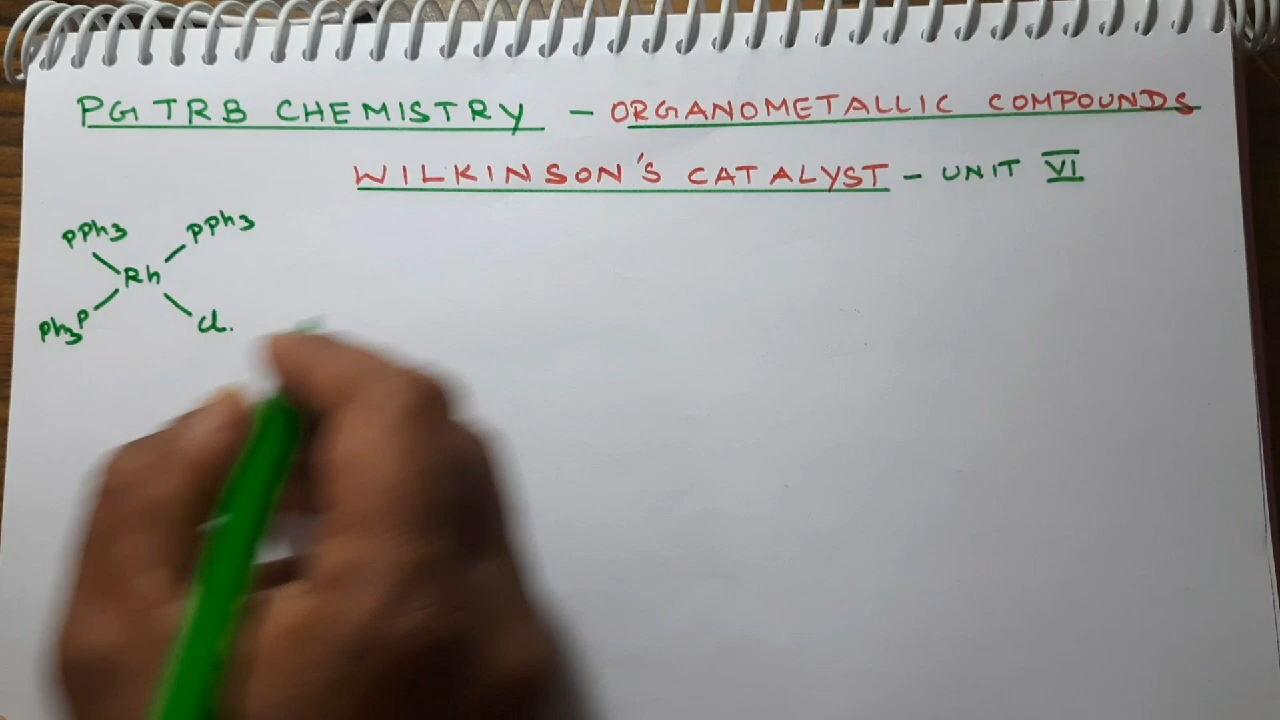 PG TRB CHEMISTRY - ORGANOMETALLIC COMPOUNDS
WILKINSON'S CATALYST - UNIT VI
PPh3 PPh3
Rh
Ph3P Cl.